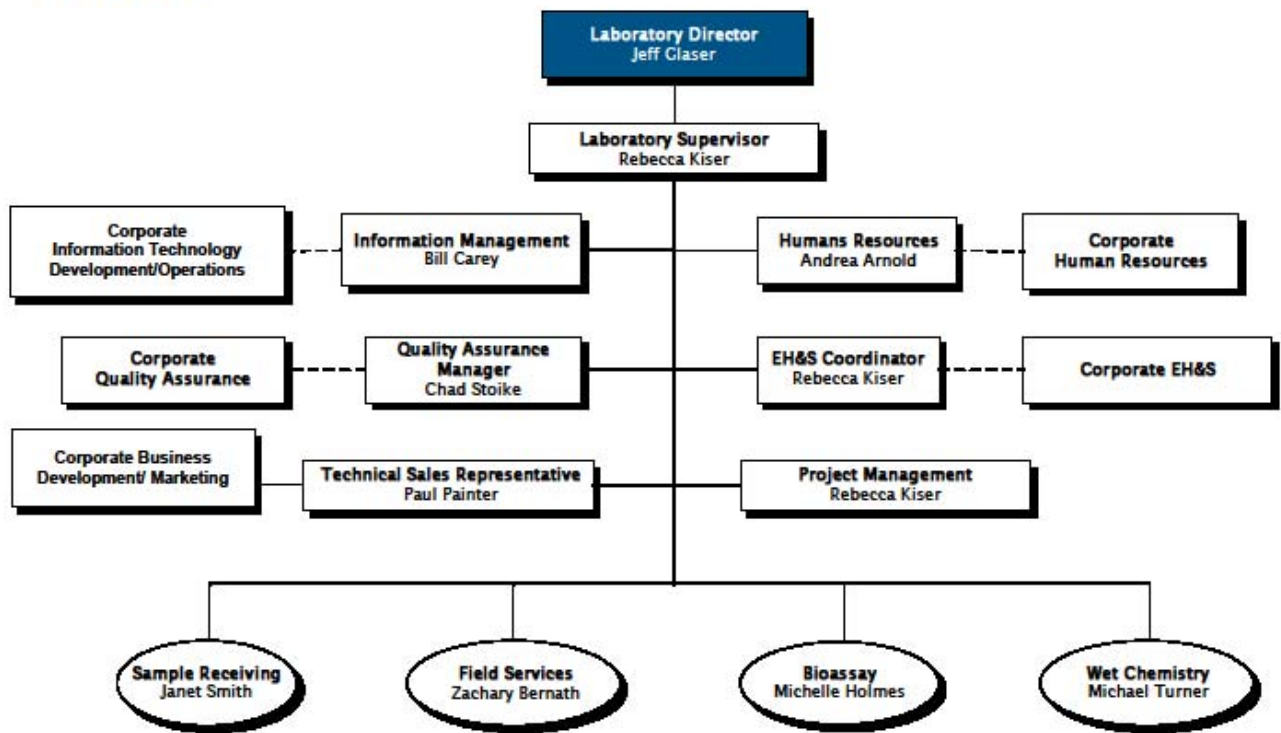 Laboratory Director
Jeff Glaser
Laboratory Supervisor
Rebecca Kiser
Corporate
Information Technology
Development/Operations
Information Management
Bill Carey
Humans Resources
Andrea Arnold
Corporate
Human Resources
Corporate
Quality Assurance
Quality Assurance
Manager
Chad Stoike
EH&S Coordinator
Rebecca Kiser
Corporate EH&S
Corporate Business
Development/ Marketing
Technical Sales Representative
Paul Painter
Project Management
Rebecca Kiser
Sample Receiving
Janet Smith
Field Services
Zachary Bernath
Bioassay
Michelle Holmes
Wet Chemistry
Michael Turner